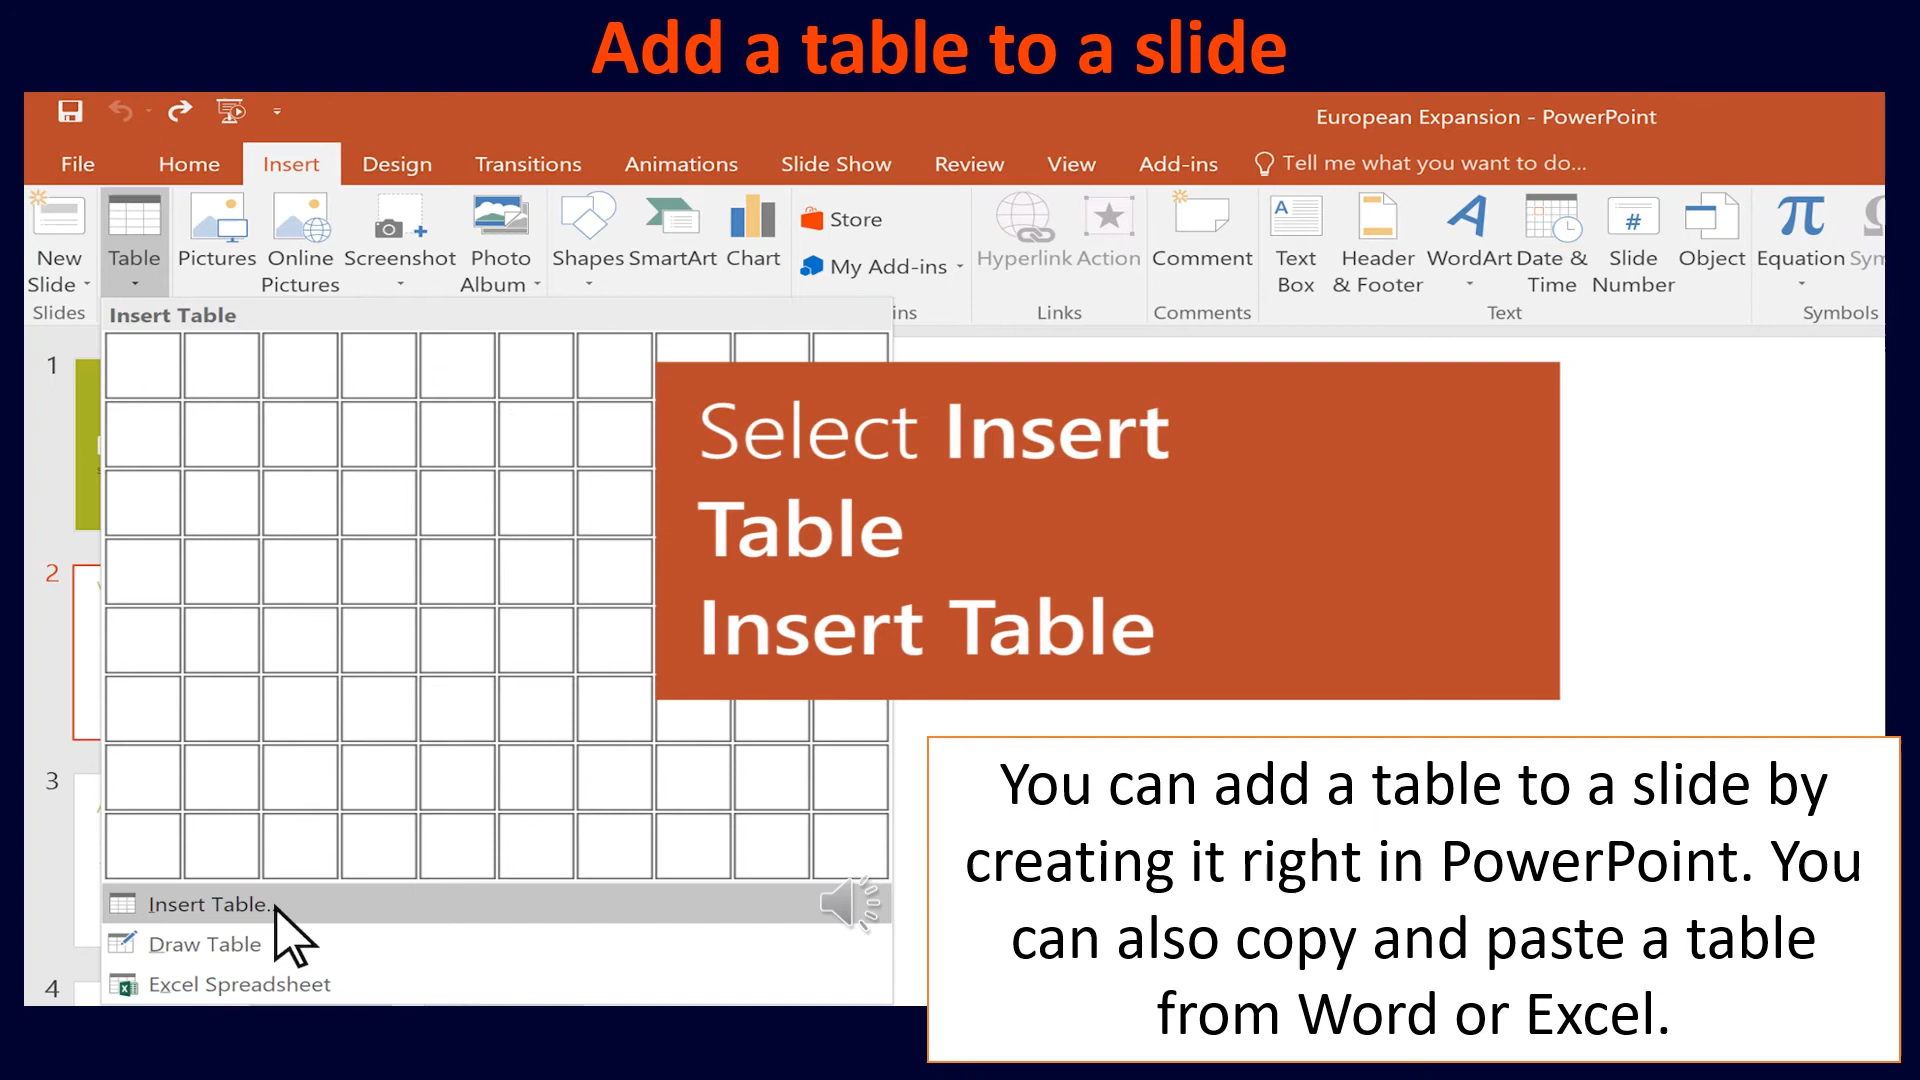 Add a table to a slide
European Expansion - PowerPoint
File Home Insert Design Transitions Animations Slide Show Review View Add-ins Tell me what you want to do...
New Slide Table Pictures Online Pictures Screenshot Photo Album Shapes SmartArt Chart Store My Add-ins Hyperlink Action Comment Text Box Header & Footer WordArt Date & Time Slide Number Object Equation
Slides ins Links Comments Text Symbols
Insert Table
1
2
3
4
Select Insert
Table
Insert Table
Insert Table...
Draw Table
Excel Spreadsheet
You can add a table to a slide by
creating it right in PowerPoint. You
can also copy and paste a table
from Word or Excel.